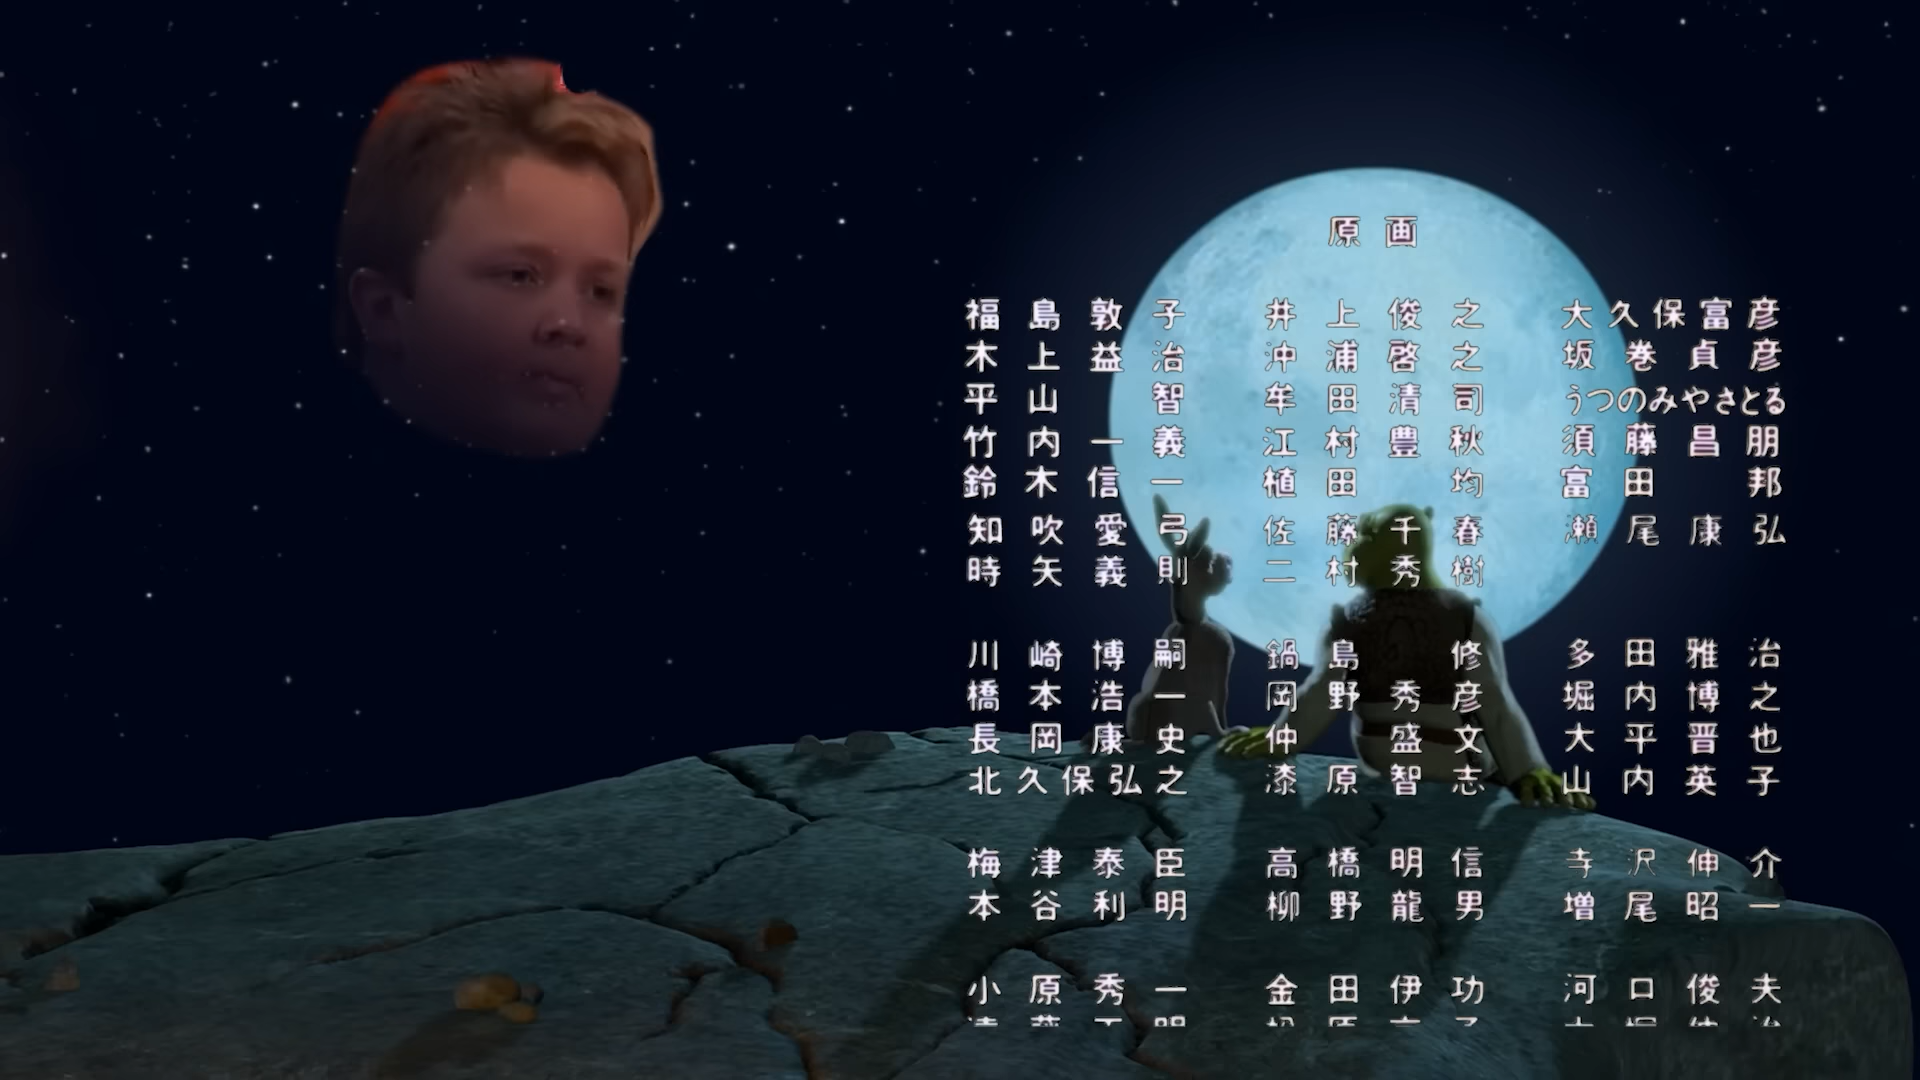 原画
福島敦子 井上俊之 大久保富彦
木上益治 沖浦啓之 坂巻貞彦
平山智 牟田清司 うつのみやさとる
竹内一義 江村豊秋 須藤昌朋
鈴木信一 植田均 富田邦
知吹愛弓 佐藤千春 瀬尾康弘
時矢義則 二村秀樹
川崎博嗣 鍋島修 多田雅治
橋本浩一 岡野秀彦 堀内博之
長岡康史 仲盛文 大平晋也
北久保弘之 漆原智志 山内英子
梅津泰臣 高橋明信 寺沢伸介
本谷利明 柳野龍男 増尾昭一
小原秀一 金田伊功 河口俊夫